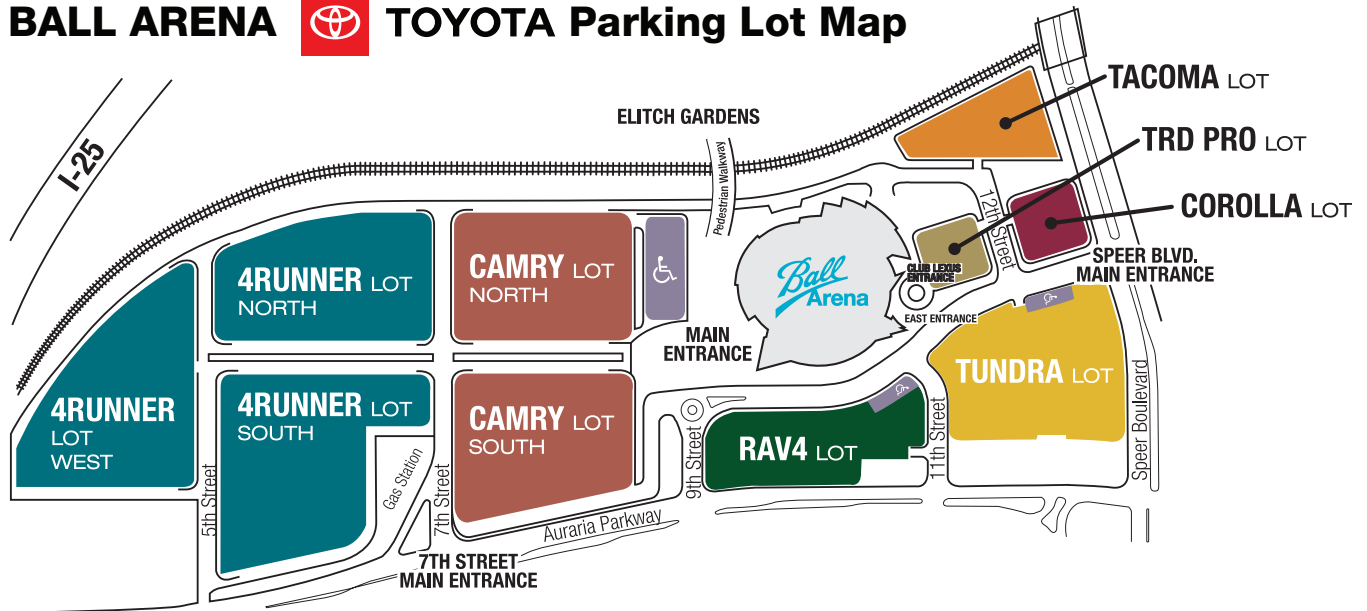 BALL ARENA TOYOTA Parking Lot Map
I-25
ELITCH GARDENS
Pedestrian Walkway
TACOMA LOT
TRD PRO LOT
COROLLA LOT
12th Street
SPEER BLVD.
MAIN ENTRANCE
4RUNNER LOT
NORTH
CAMRY LOT
NORTH
Ball
Arena
CLUB LEXUS
ENTRANCE
EAST ENTRANCE
MAIN
ENTRANCE
4RUNNER
LOT
WEST
4RUNNER LOT
SOUTH
CAMRY LOT
SOUTH
TUNDRA LOT
RAV4 LOT
5th Street
Gas Station
7th Street
9th Street
11th Street
Speer Boulevard
Auraria Parkway
7TH STREET
MAIN ENTRANCE